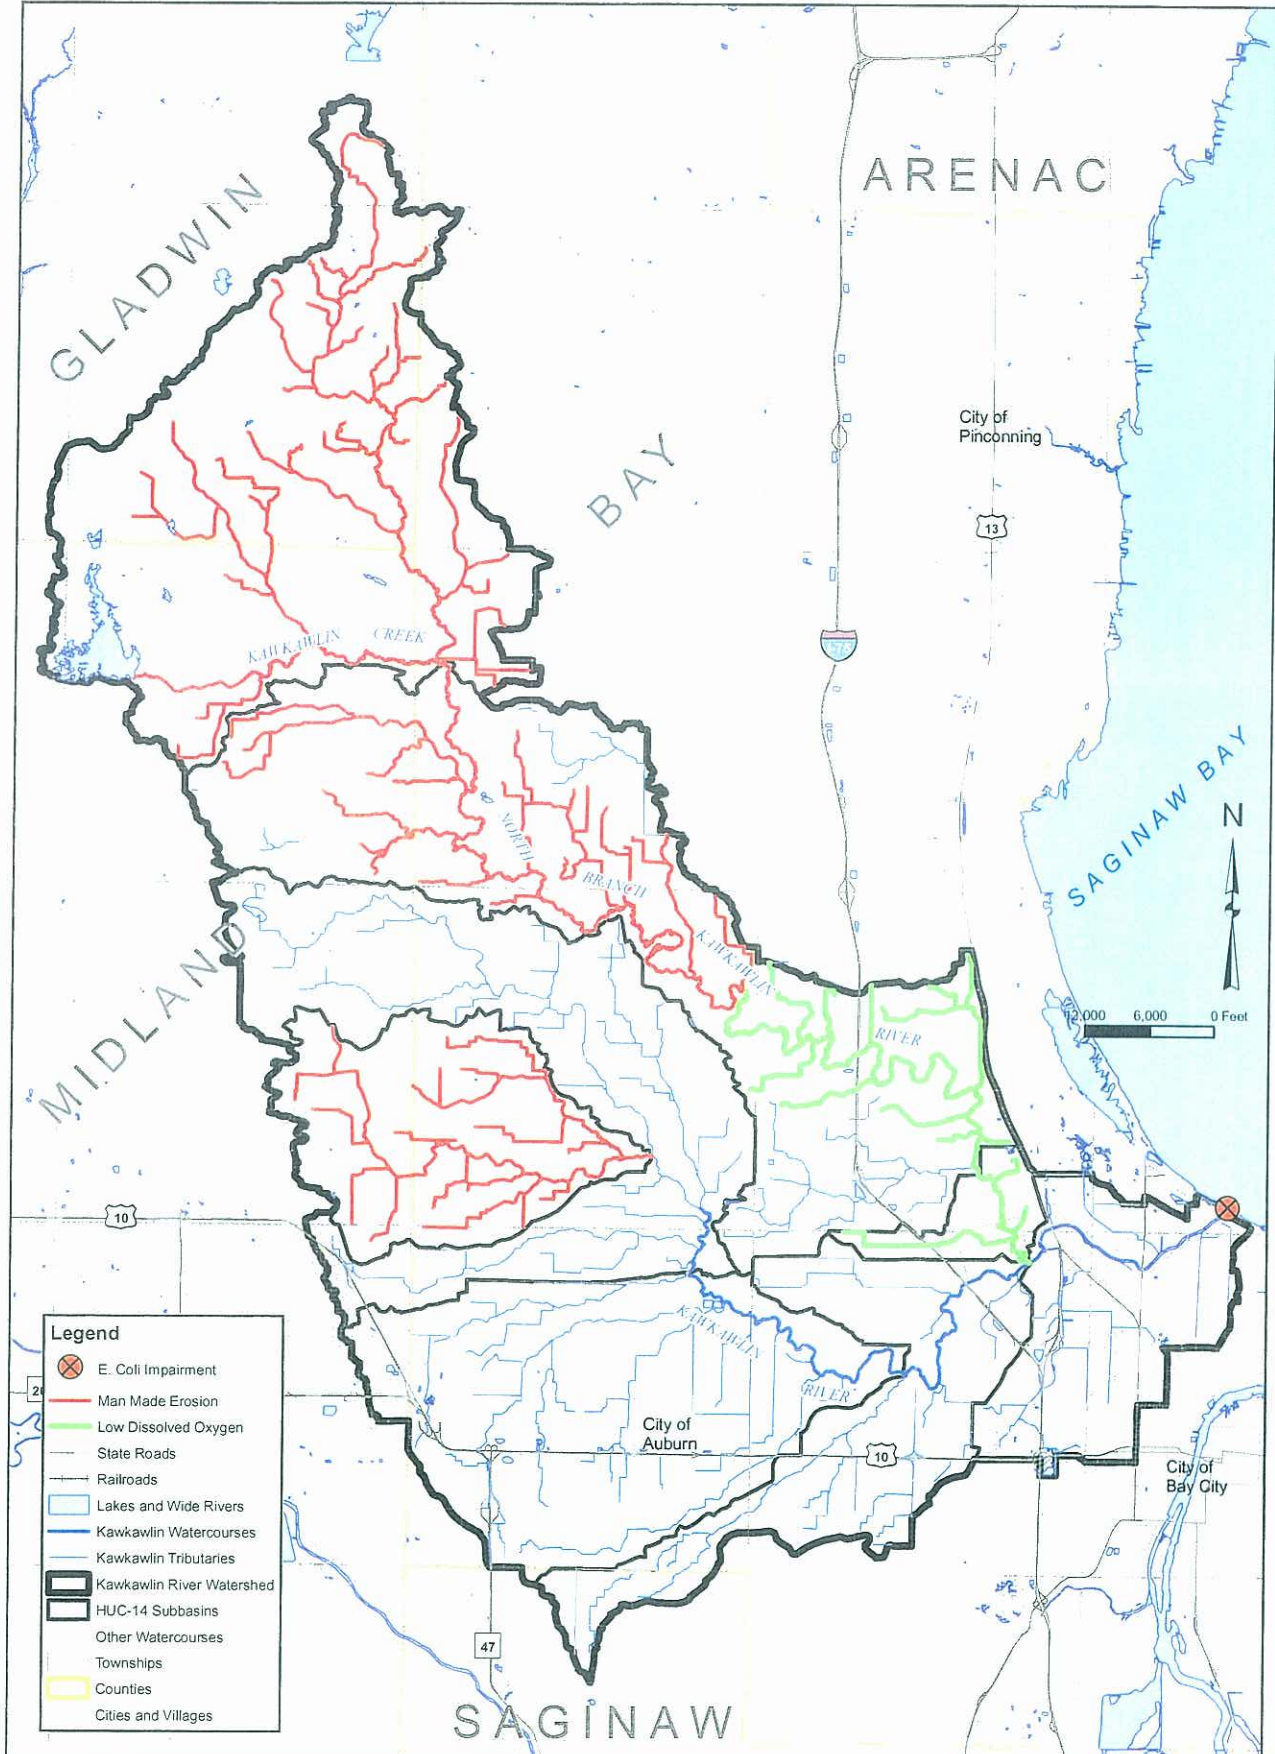 ARENAC
GLADWIN
City of
Pinconning
BAY
13
KAWKAWLIN CREEK
SAGINAW BAY
N
NORTH
BRANCH
KAWKAWLIN
RIVER
MIDLAND
12,000 6,000 0 Feet
10
KAWKAWLIN
RIVER
City of
Auburn
10
City of
Bay City
47
SAGINAW
Legend
E. Coli Impairment
Man Made Erosion
Low Dissolved Oxygen
State Roads
Railroads
Lakes and Wide Rivers
Kawkawlin Watercourses
Kawkawlin Tributaries
Kawkawlin River Watershed
HUC-14 Subbasins
Other Watercourses
Townships
Counties
Cities and Villages